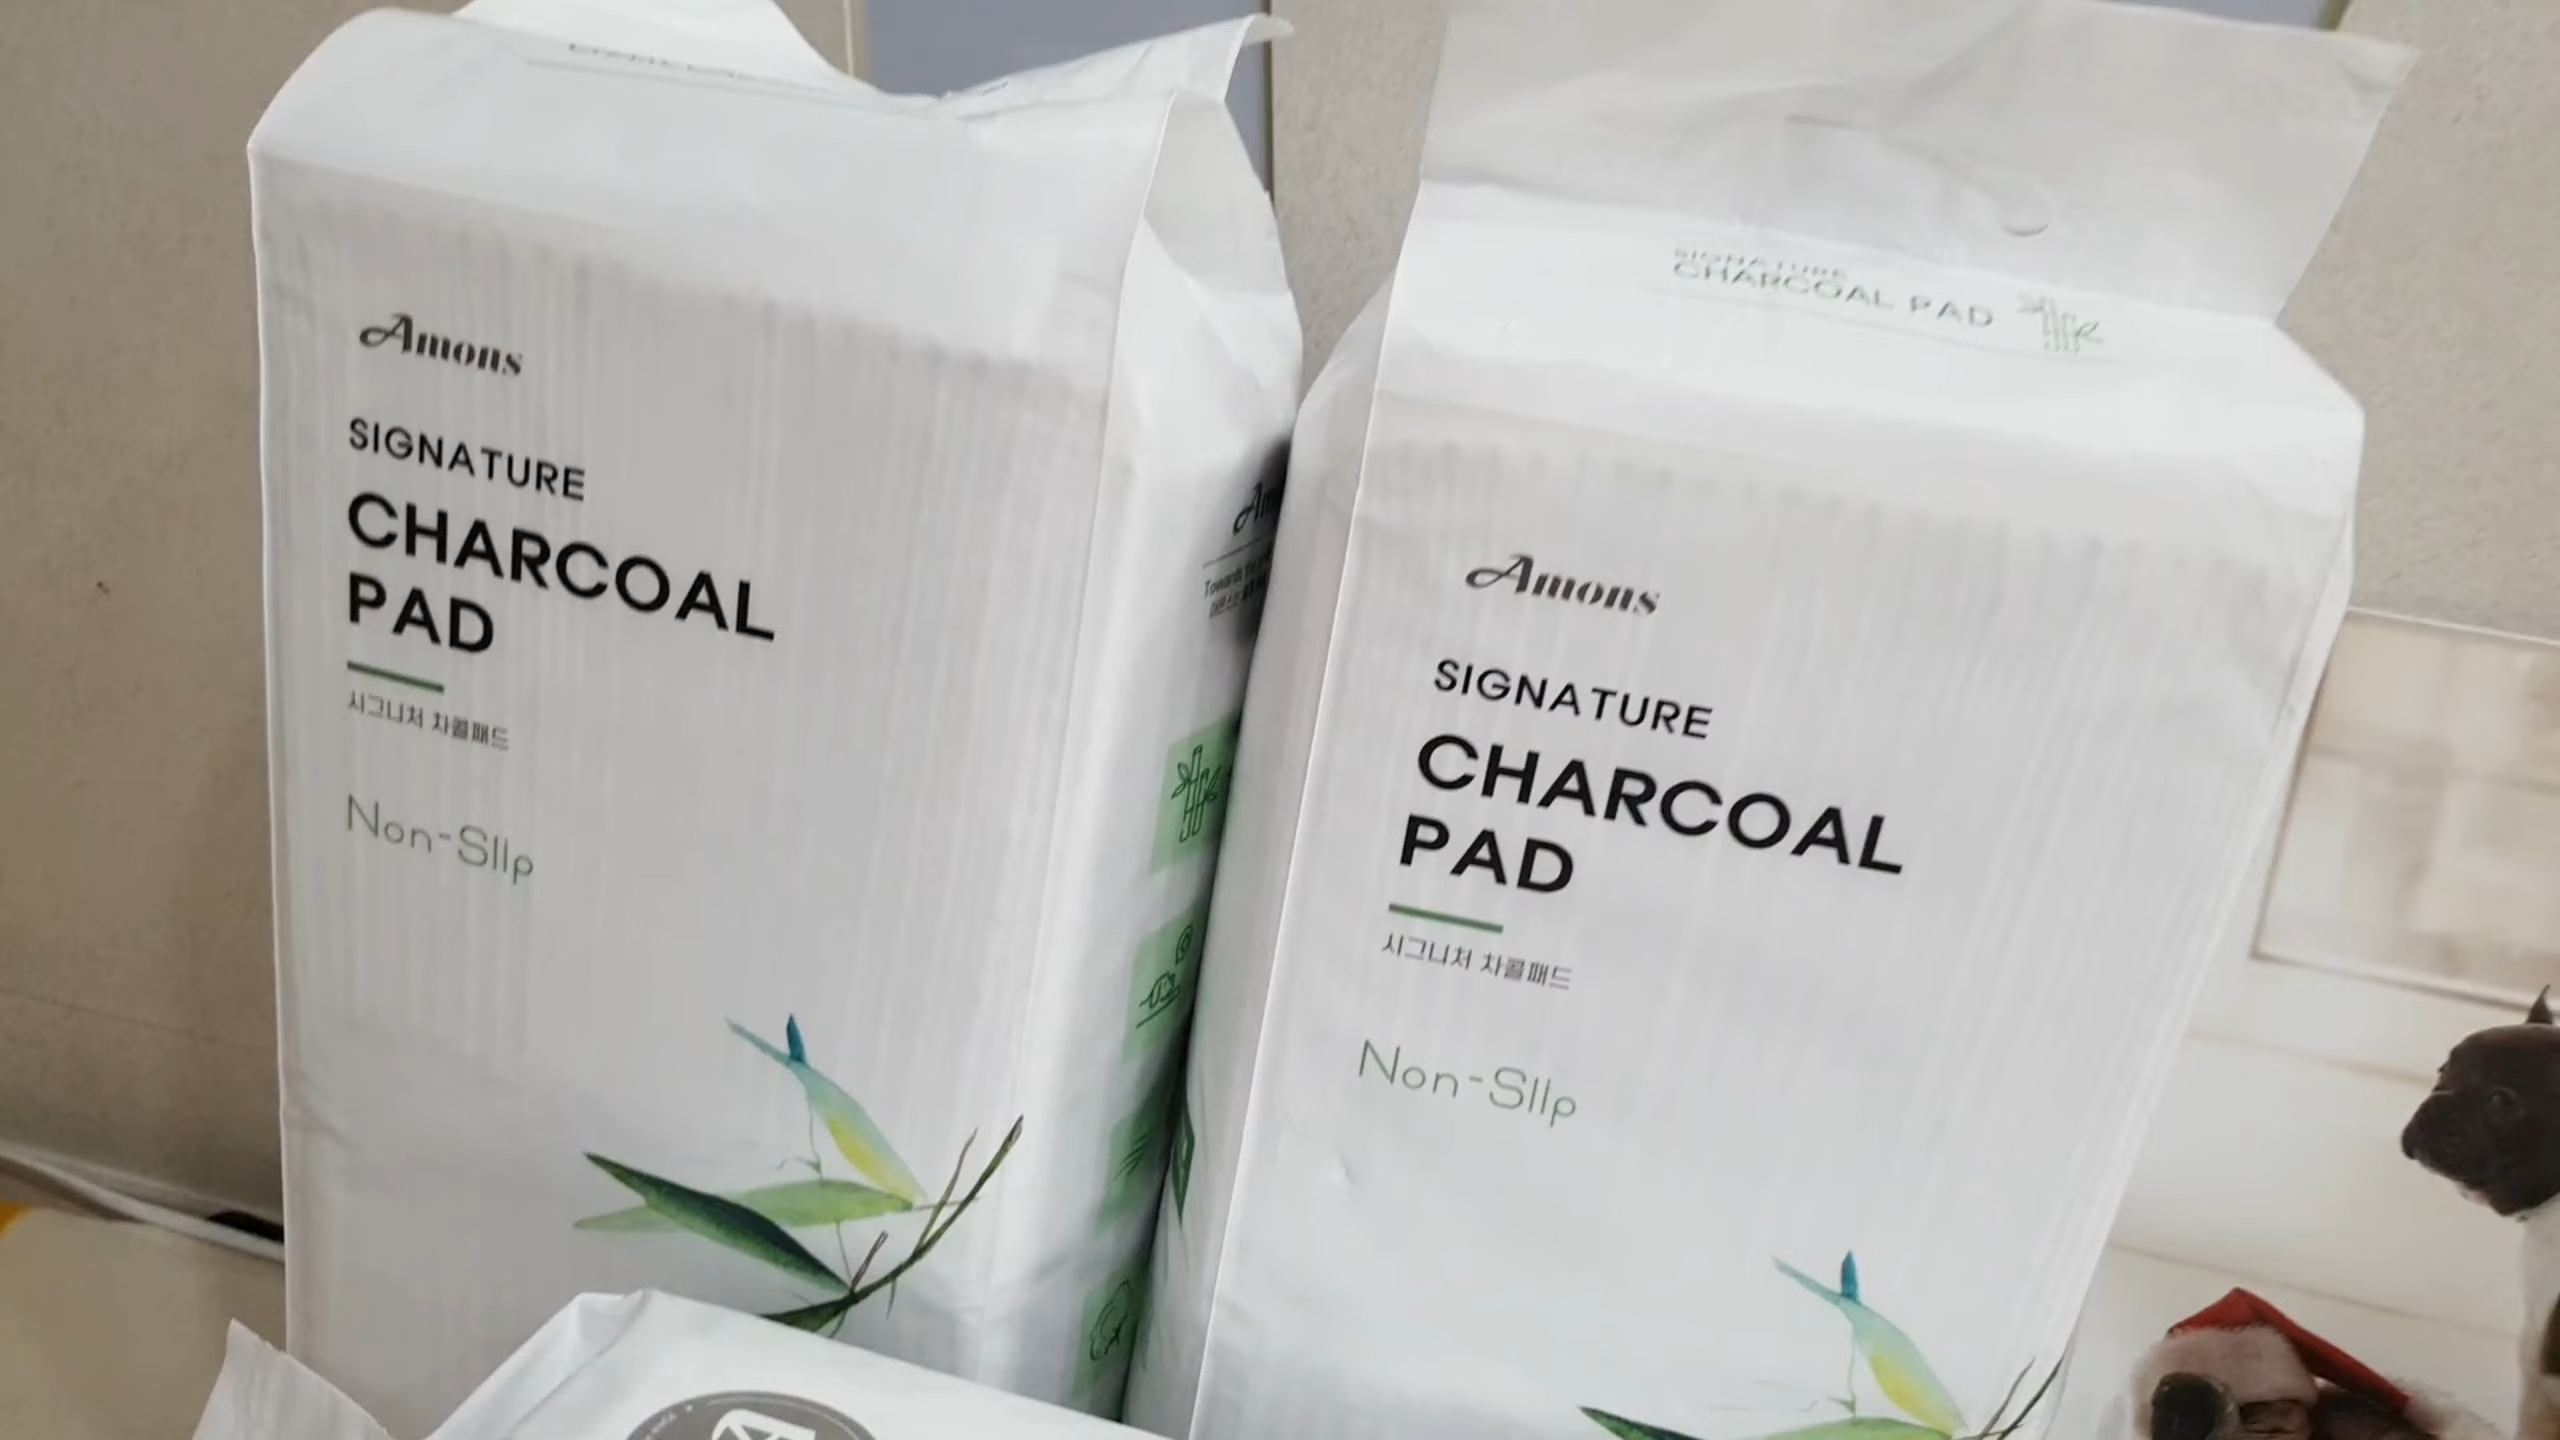 Amons
SIGNATURE
CHARCOAL
PAD
시그니처 차콜패드
Non-Slip
SIGNATURE
CHARCOAL PAD
Amons
SIGNATURE
CHARCOAL
PAD
시그니처 차콜패드
Non-Slip
Towards